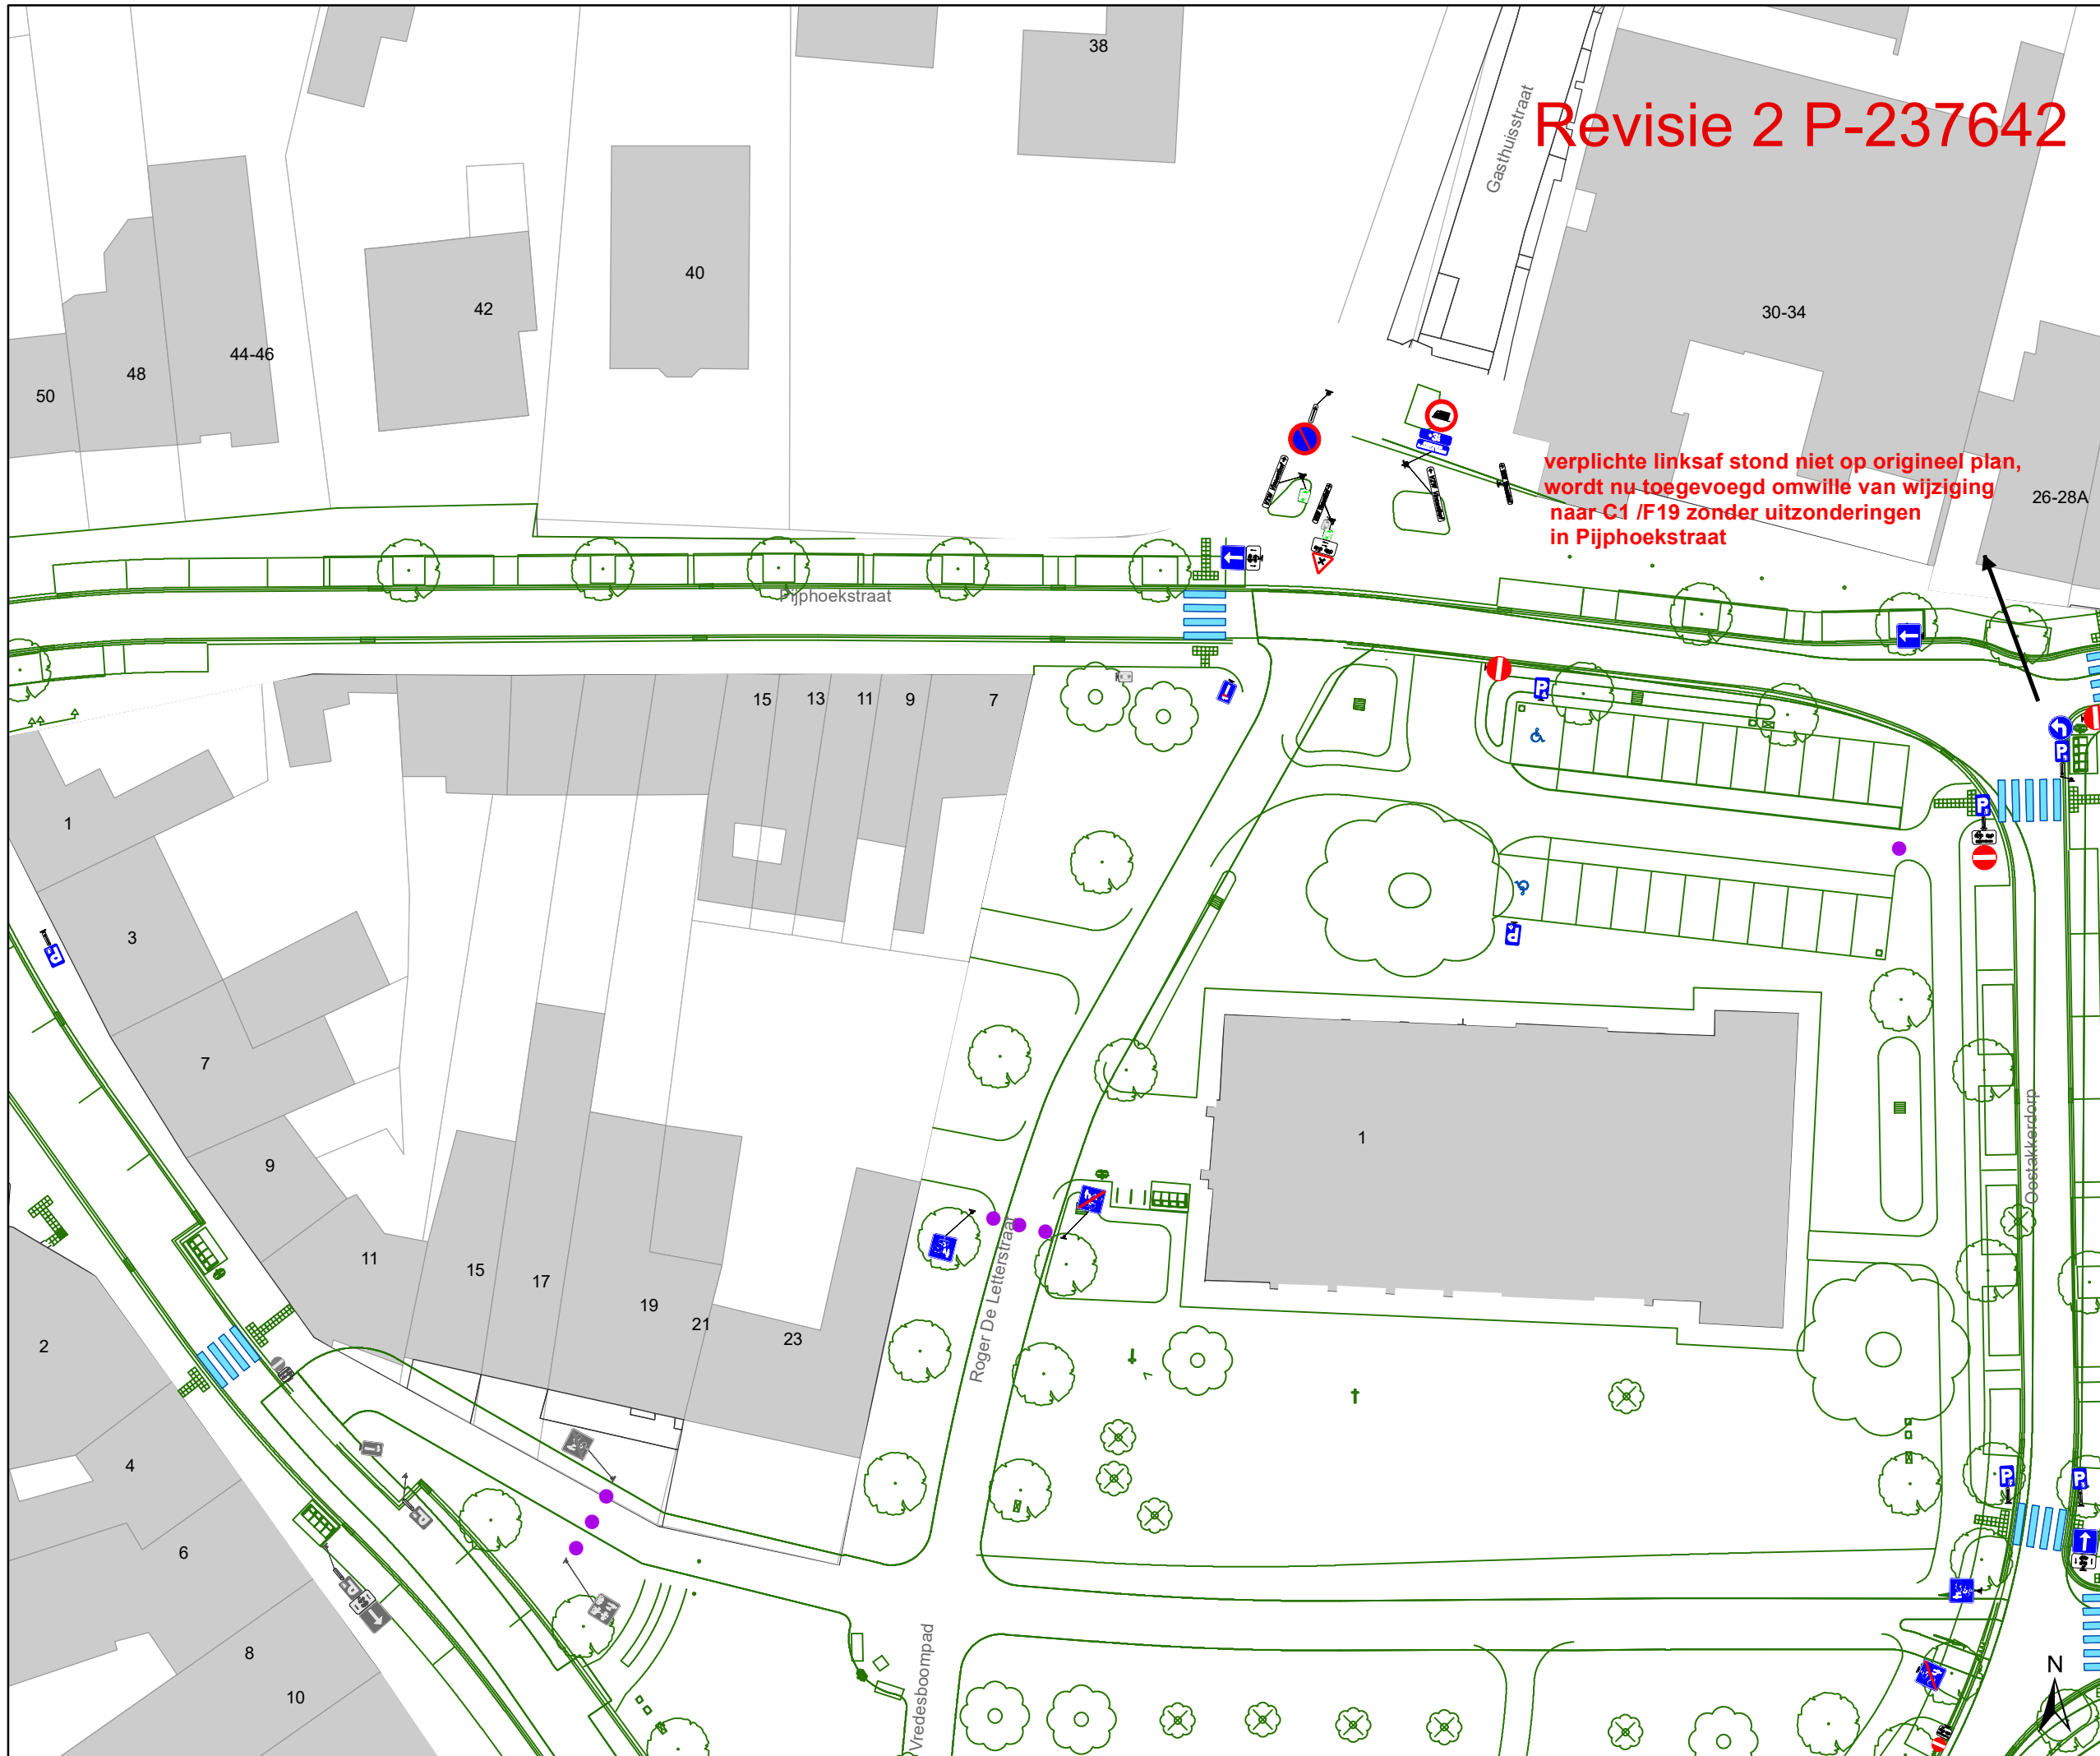 38
Revisie 2 P-237642
Gasthuisstraat
40
30-34
42
44-46
48
50
verplichte linksaf stond niet op origineel plan,
wordt nu toegevoegd omwille van wijziging
naar C1 /F19 zonder uitzonderingen
in Pijphoekstraat
26-28A
Pijphoekstraat
15
13
11
9
7
P
P
P
1
3
7
9
11
15
17
19
21
23
1
Oostakkerdorp
Roger De Letterstraat
2
4
6
8
10
P
P
Vredesboompad
N